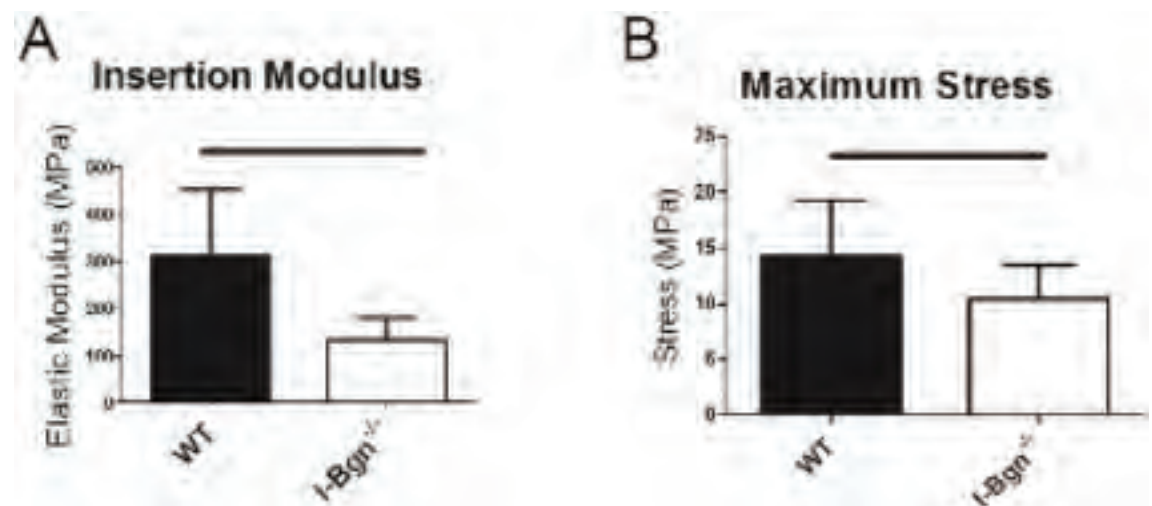 A
Insertion Modulus
Elastic Modulus (MPa)
500
400
300
200
100
0
WT
I-Bgn-/-
B
Maximum Stress
Stress (MPa)
25
20
15
10
5
0
WT
I-Bgn-/-